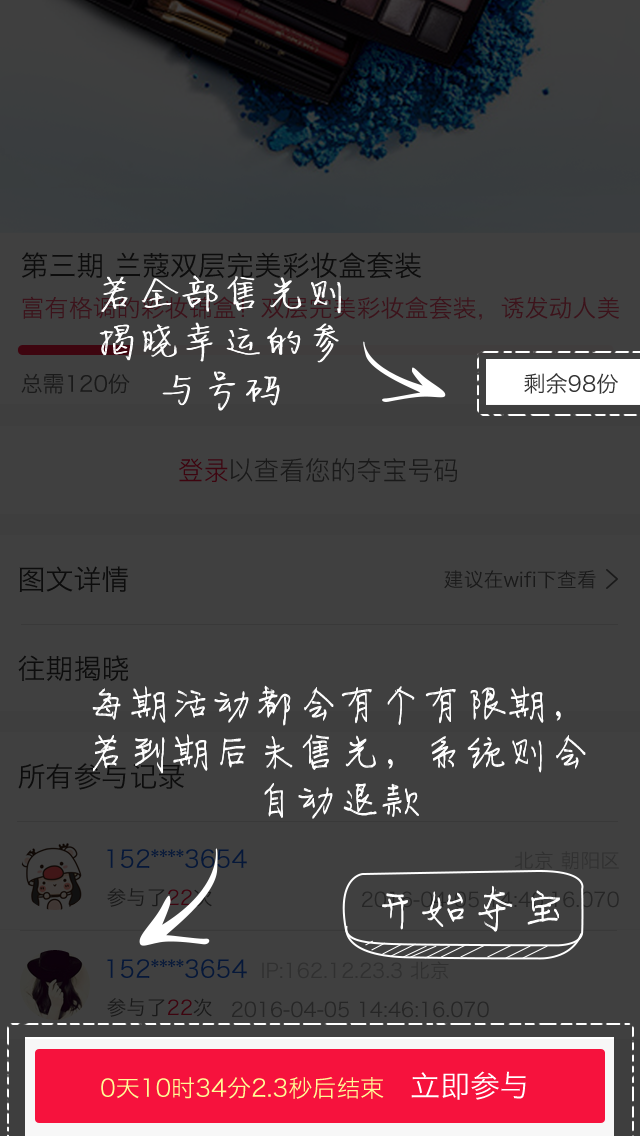 第三期 兰蔻双层完美彩妆盒套装
富有格调的彩妆锦盒！双层完美彩妆盒套装，诱发动人美
若全部售光则
揭晓幸运的参
与号码
总需120份
剩余98份
登录以查看您的夺宝号码
图文详情
建议在wifi下查看
往期揭晓
每期活动都会有个有限期，
若到期后未售光，系统则会
自动退款
所有参与记录
152****3654
北京 朝阳区
参与了22次
开始夺宝
152****3654 IP:162.12.23.3 北京
参与了22次 2016-04-05 14:46:16.070
0天10时34分2.3秒后结束 立即参与